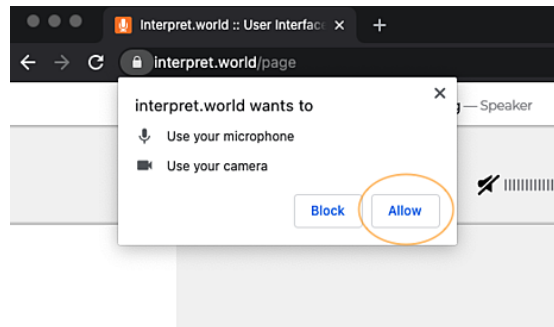 Interpret.world :: User Interfac
interpret.world/page
interpret.world wants to
Use your microphone
Use your camera
Block
Allow
— Speaker